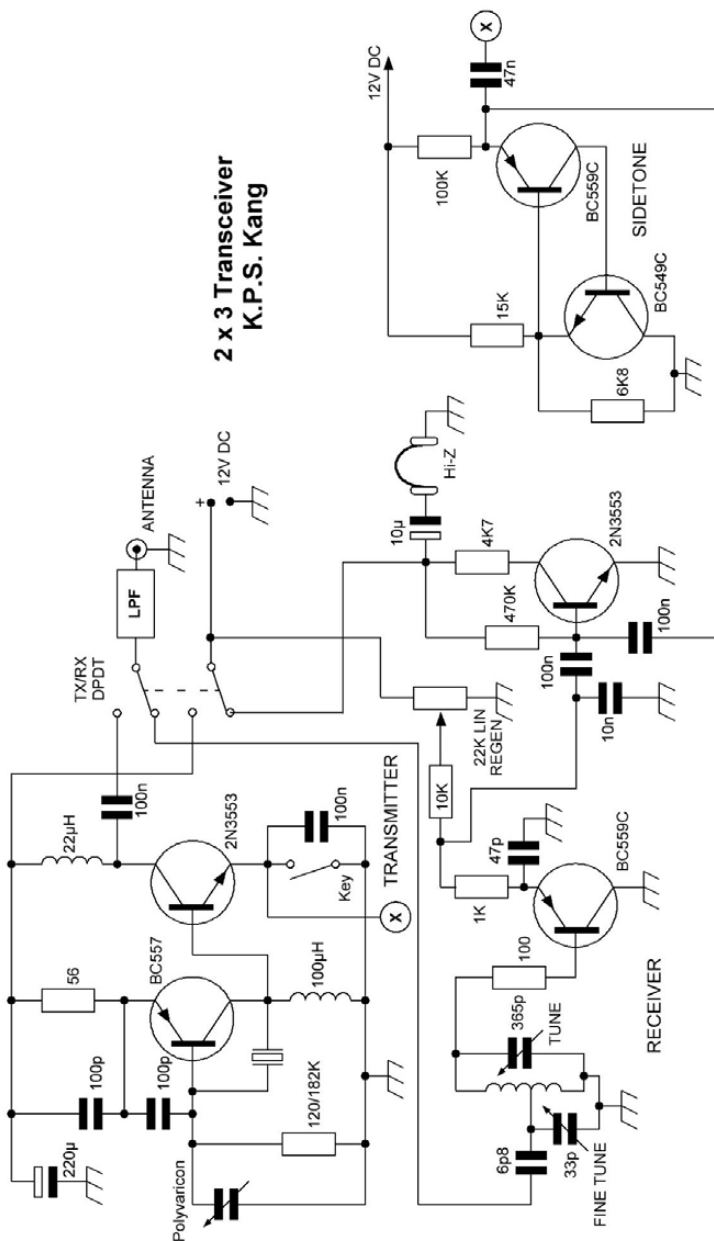 2 x 3 Transceiver
K.P.S. Kang
220µ
100p
100p
56
BC557
22µH
100n
2N3553
Polyvaricon
120/182K
100µH
Key
100n
X
TRANSMITTER
TX/RX
DPDT
LPF
ANTENNA
+
12V DC
FINE TUNE
6p8
33p
365p
TUNE
100
1K
47p
BC559C
RECEIVER
10K
22K LIN
REGEN
10n
100n
470K
4K7
100n
2N3553
10µ
Hi-Z
6K8
15K
BC549C
100K
BC559C
SIDETONE
12V DC
47n
X